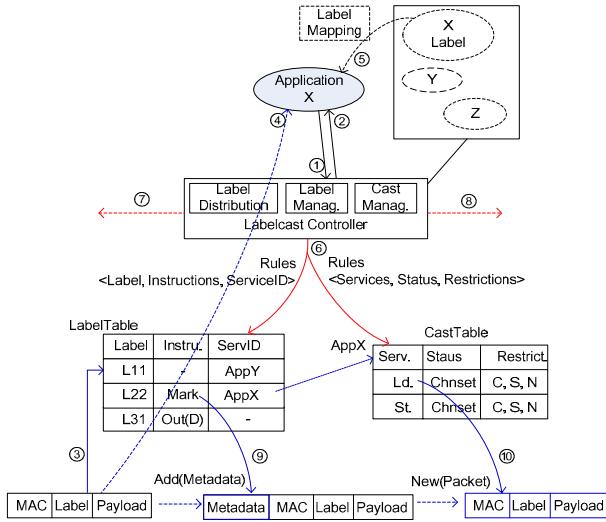 Label
Mapping
X
Label
Y
Z
⑤
Application
X
④
②
①
Label
Distribution
Label
Manag.
Cast
Manag.
Labelcast Controller
⑦
⑧
⑥
Rules
<Label, Instructions, ServiceID>
Rules
<Services, Status, Restrictions>
LabelTable
Label Instru. ServID
L11 - AppY
L22 Mark AppX
L31 Out(D) -
AppX
CastTable
Serv. Staus Restrict.
Ld. Chnset C, S, N
St. Chnset C, S, N
③
⑨
⑩
Add(Metadata)
New(Packet)
MAC Label Payload
Metadata MAC Label Payload
MAC Label Payload